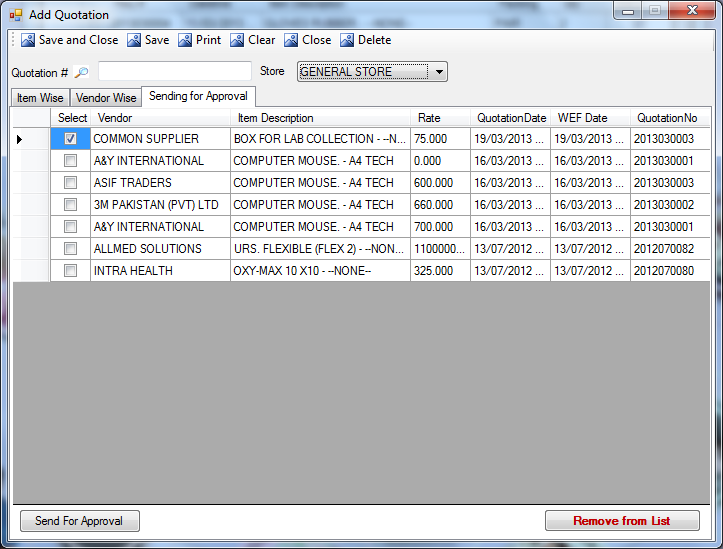 Add Quotation
Save and Close Save Print Clear Close Delete
Quotation # Store GENERAL STORE
Item Wise Vendor Wise Sending for Approval
Select Vendor Item Description Rate QuotationDate WEF Date QuotationNo
COMMON SUPPLIER BOX FOR LAB COLLECTION - --N... 75.000 19/03/2013 ... 19/03/2013 ... 2013030003
A&Y INTERNATIONAL COMPUTER MOUSE. - A4 TECH 0.000 16/03/2013 ... 16/03/2013 ... 2013030001
ASIF TRADERS COMPUTER MOUSE. - A4 TECH 600.000 16/03/2013 ... 16/03/2013 ... 2013030003
3M PAKISTAN (PVT) LTD COMPUTER MOUSE. - A4 TECH 660.000 16/03/2013 ... 16/03/2013 ... 2013030002
A&Y INTERNATIONAL COMPUTER MOUSE. - A4 TECH 700.000 16/03/2013 ... 16/03/2013 ... 2013030001
ALLMED SOLUTIONS URS. FLEXIBLE (FLEX 2) - --NON... 1100000... 13/07/2012 ... 13/07/2012 ... 2012070082
INTRA HEALTH OXY-MAX 10 X10 - --NONE-- 325.000 13/07/2012 ... 13/07/2012 ... 2012070080
Send For Approval Remove from List